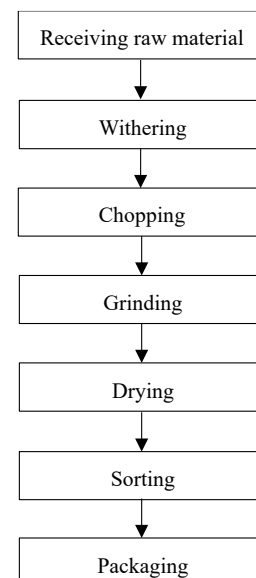 Receiving raw material
Withering
Chopping
Grinding
Drying
Sorting
Packaging